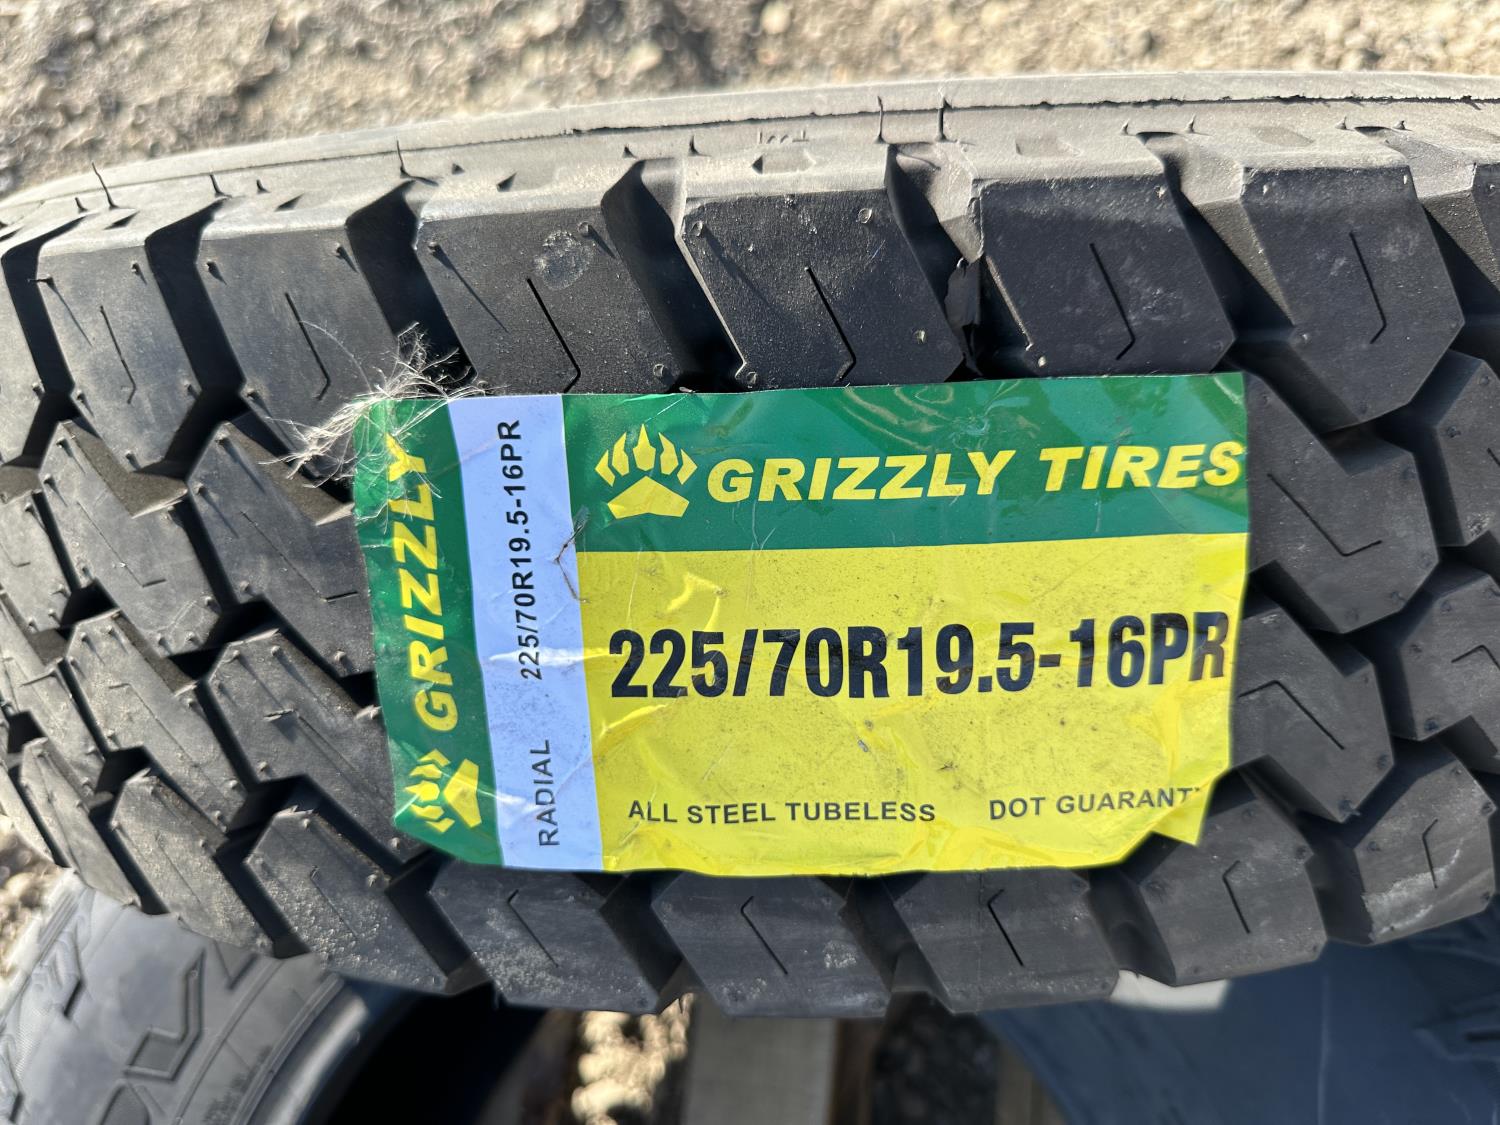 GRIZZLY
RADIAL 225/70R19.5-16PR
GRIZZLY TIRES
225/70R19.5-16PR
ALL STEEL TUBELESS DOT GUARANT